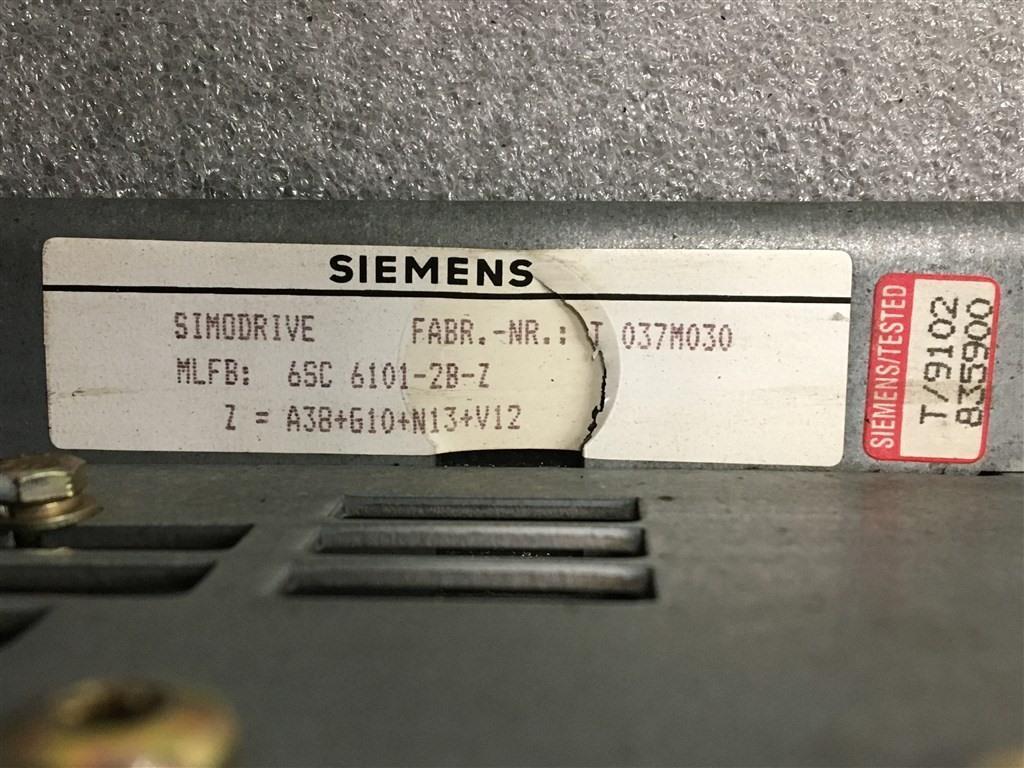 SIEMENS
SIMODRIVE FABR.-NR.: T 037M030
MLFB: 6SC 6101-2B-Z
Z = A38+G10+N13+V12
SIEMENS/TESTED
T/9102
835900